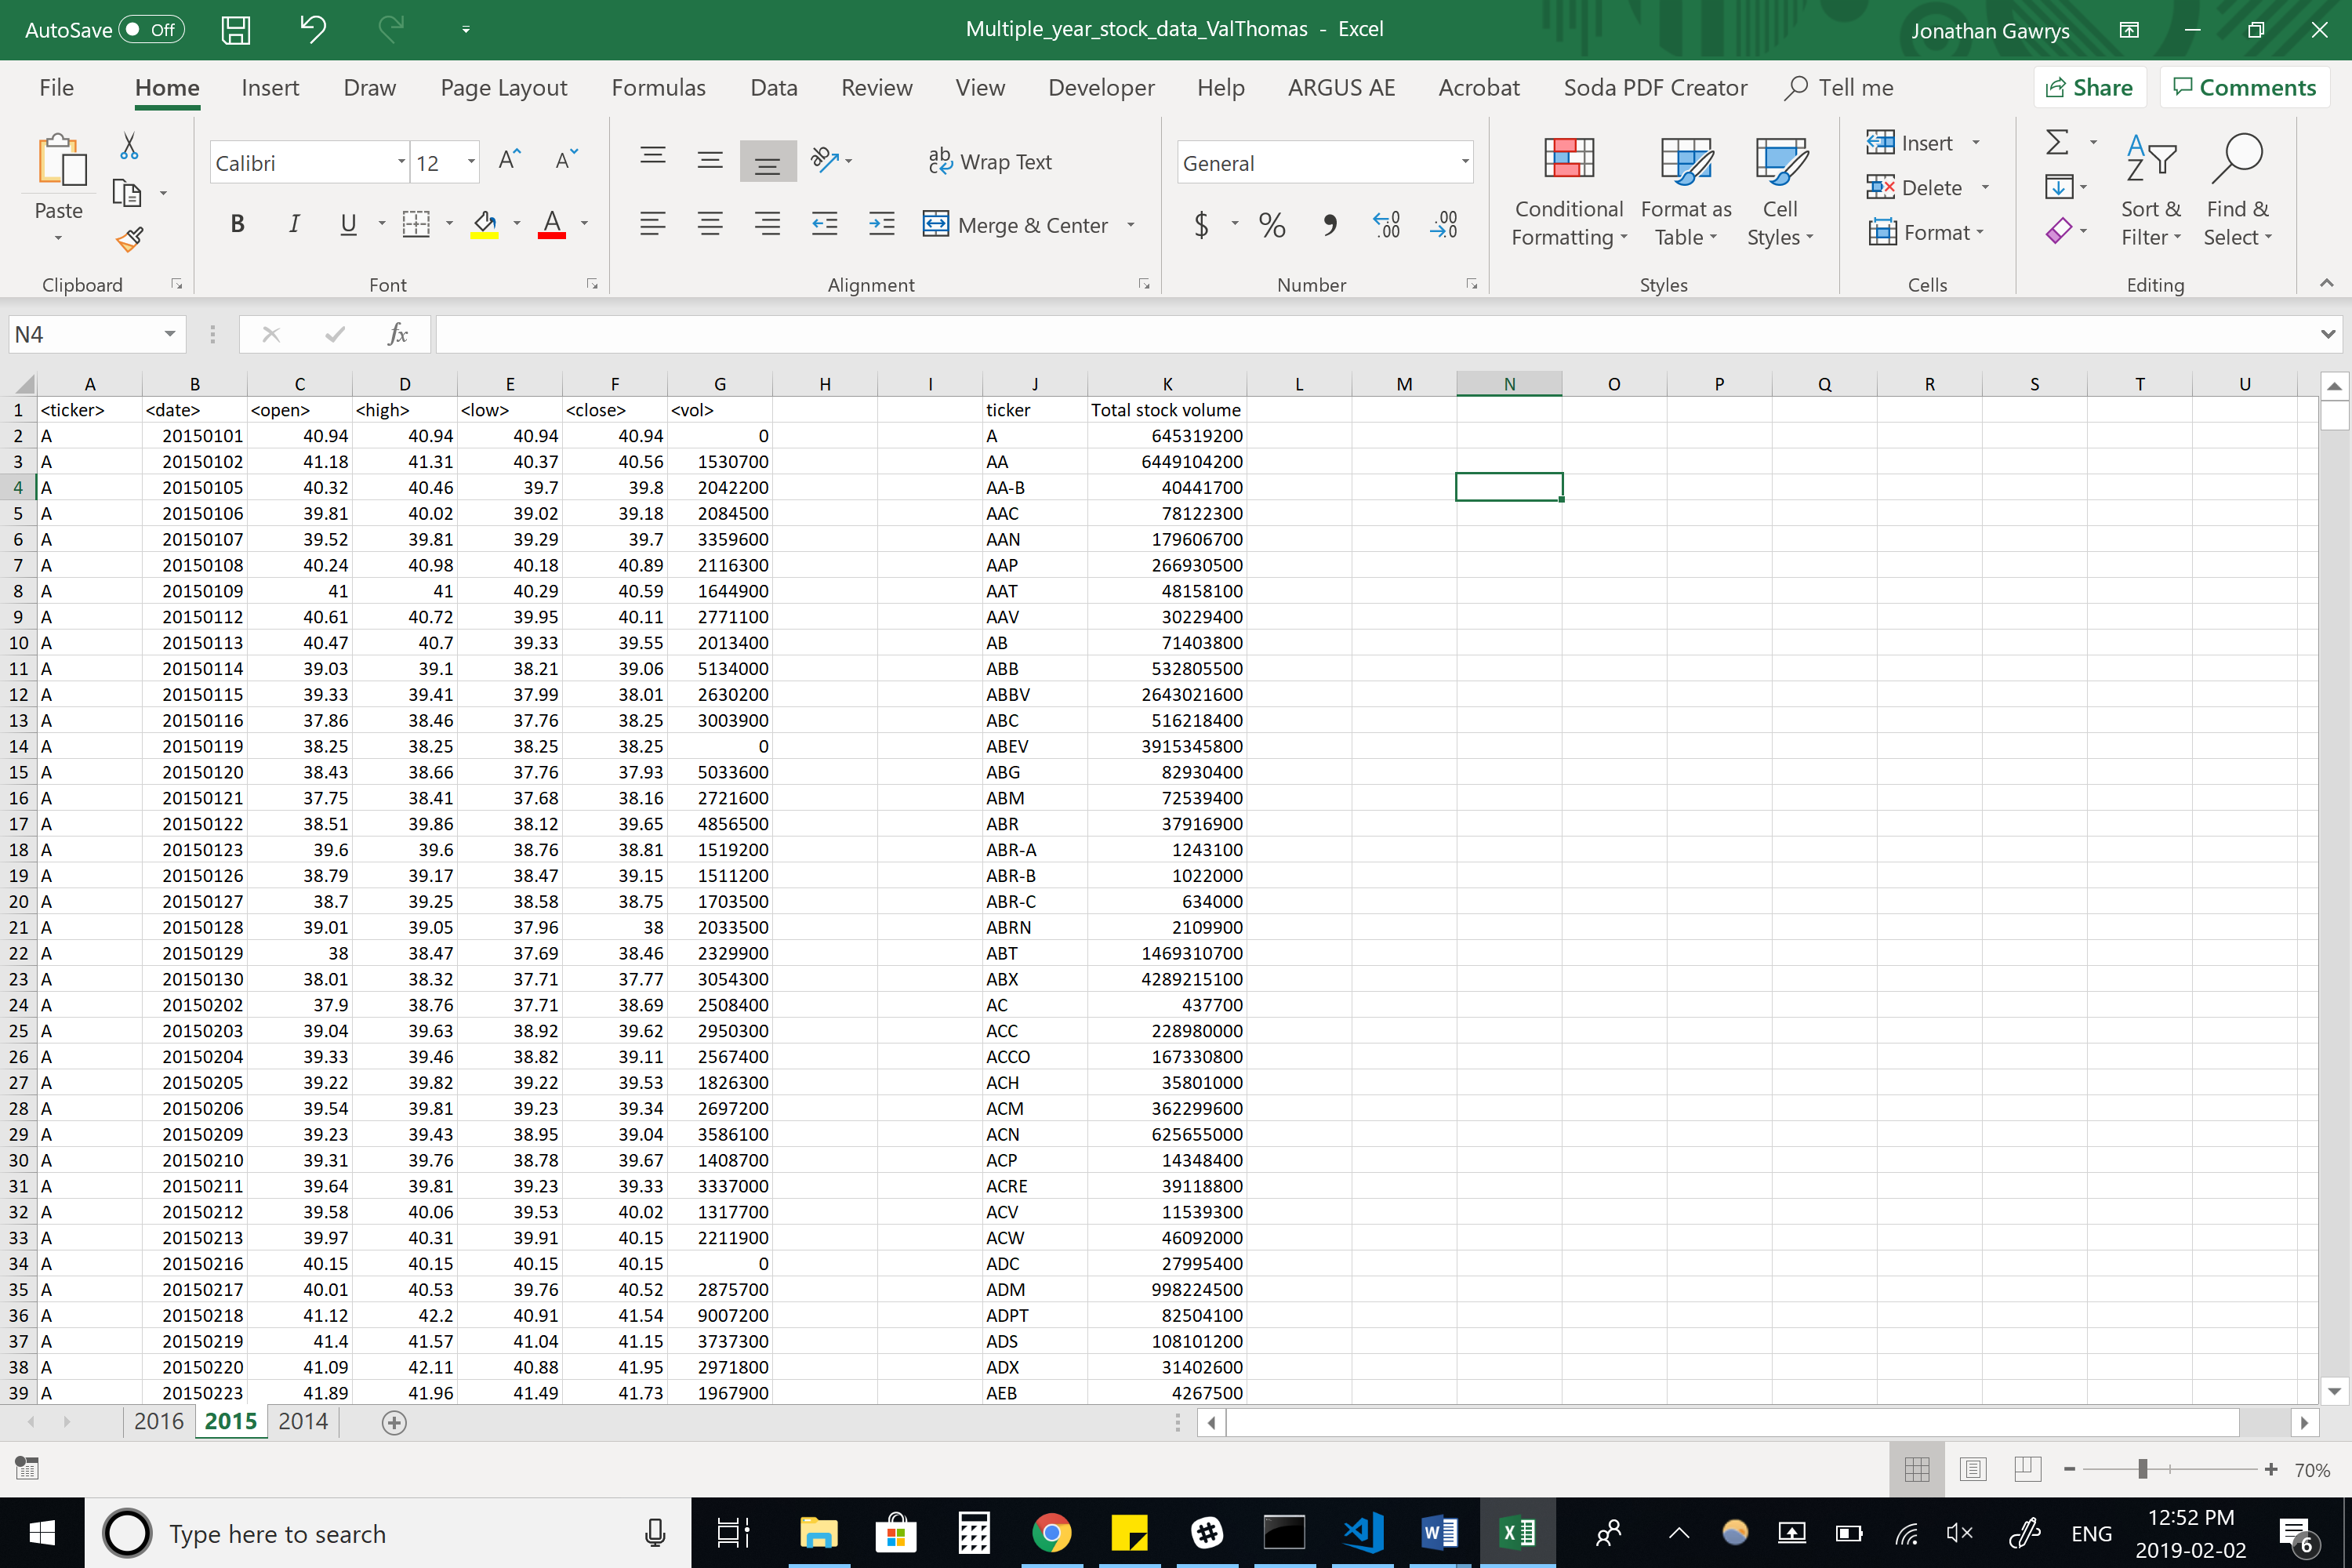 AutoSave Off Multiple_year_stock_data_ValThomas - Excel Jonathan Gawrys
File Home Insert Draw Page Layout Formulas Data Review View Developer Help ARGUS AE Acrobat Soda PDF Creator Tell me Share Comments
Paste
Clipboard
Calibri 12
B I U A
Font
ab Wrap Text
Merge & Center
Alignment
General
$ % , .00 .00
Number
Conditional Formatting
Format as Table
Cell Styles
Styles
Insert
Delete
Format
Cells
Sort & Filter
Find & Select
Editing
N4 fx
A B C D E F G H I J K L M N O P Q R S T U
1 <ticker> <date> <open> <high> <low> <close> <vol> ticker Total stock volume
2 A 20150101 40.94 40.94 40.94 40.94 0 A 645319200
3 A 20150102 41.18 41.31 40.37 40.56 1530700 AA 6449104200
4 A 20150105 40.32 40.46 39.7 39.8 2042200 AA-B 40441700
5 A 20150106 39.81 40.02 39.02 39.18 2084500 AAC 78122300
6 A 20150107 39.52 39.81 39.29 39.7 3359600 AAN 179606700
7 A 20150108 40.24 40.98 40.18 40.89 2116300 AAP 266930500
8 A 20150109 41 41 40.29 40.59 1644900 AAT 48158100
9 A 20150112 40.61 40.72 39.95 40.11 2771100 AAV 30229400
10 A 20150113 40.47 40.7 39.33 39.55 2013400 AB 71403800
11 A 20150114 39.03 39.1 38.21 39.06 5134000 ABB 532805500
12 A 20150115 39.33 39.41 37.99 38.01 2630200 ABBV 2643021600
13 A 20150116 37.86 38.46 37.76 38.25 3003900 ABC 516218400
14 A 20150119 38.25 38.25 38.25 38.25 0 ABEV 3915345800
15 A 20150120 38.43 38.66 37.76 37.93 5033600 ABG 82930400
16 A 20150121 37.75 38.41 37.68 38.16 2721600 ABM 72539400
17 A 20150122 38.51 39.86 38.12 39.65 4856500 ABR 37916900
18 A 20150123 39.6 39.6 38.76 38.81 1519200 ABR-A 1243100
19 A 20150126 38.79 39.17 38.47 39.15 1511200 ABR-B 1022000
20 A 20150127 38.7 39.25 38.58 38.75 1703500 ABR-C 634000
21 A 20150128 39.01 39.05 37.96 38 2033500 ABRN 2109900
22 A 20150129 38 38.47 37.69 38.46 2329900 ABT 1469310700
23 A 20150130 38.01 38.32 37.71 37.77 3054300 ABX 4289215100
24 A 20150202 37.9 38.76 37.71 38.69 2508400 AC 437700
25 A 20150203 39.04 39.63 38.92 39.62 2950300 ACC 228980000
26 A 20150204 39.33 39.46 38.82 39.11 2567400 ACCO 167330800
27 A 20150205 39.22 39.82 39.22 39.53 1826300 ACH 35801000
28 A 20150206 39.54 39.81 39.23 39.34 2697200 ACM 362299600
29 A 20150209 39.23 39.43 38.95 39.04 3586100 ACN 625655000
30 A 20150210 39.31 39.76 38.78 39.67 1408700 ACP 14348400
31 A 20150211 39.64 39.81 39.23 39.33 3337000 ACRE 39118800
32 A 20150212 39.58 40.06 39.53 40.02 1317700 ACV 11539300
33 A 20150213 39.97 40.31 39.91 40.15 2211900 ACW 46092000
34 A 20150216 40.15 40.15 40.15 40.15 0 ADC 27995400
35 A 20150217 40.01 40.53 39.76 40.52 2875700 ADM 998224500
36 A 20150218 41.12 42.2 40.91 41.54 9007200 ADPT 82504100
37 A 20150219 41.4 41.57 41.04 41.15 3737300 ADS 108101200
38 A 20150220 41.09 42.11 40.88 41.95 2971800 ADX 31402600
39 A 20150223 41.89 41.96 41.49 41.73 1967900 AEB 4267500
2016 2015 2014
70%
Type here to search
ENG
12:52 PM
2019-02-02
6